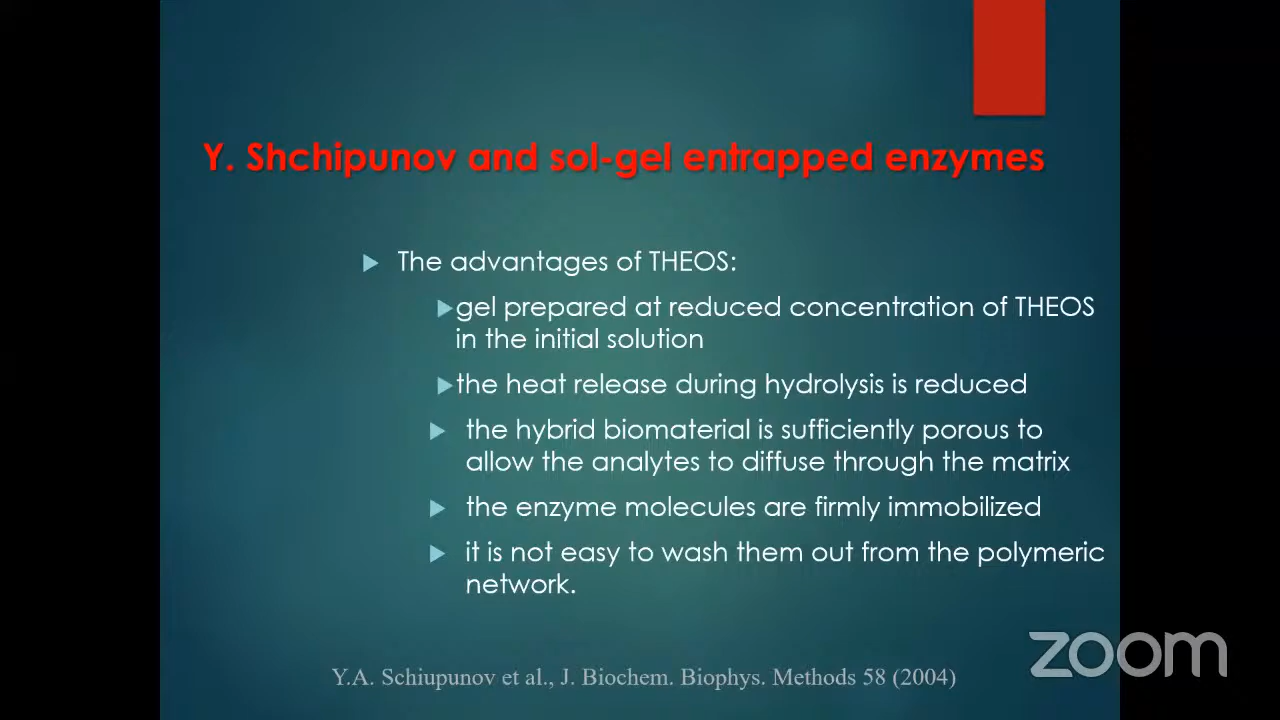 Y. Shchipunov and sol-gel entrapped enzymes
The advantages of THEOS:
gel prepared at reduced concentration of THEOS
in the initial solution
the heat release during hydrolysis is reduced
the hybrid biomaterial is sufficiently porous to
allow the analytes to diffuse through the matrix
the enzyme molecules are firmly immobilized
it is not easy to wash them out from the polymeric
network.
Y.A. Schiupunov et al., J. Biochem. Biophys. Methods 58 (2004)
zoom